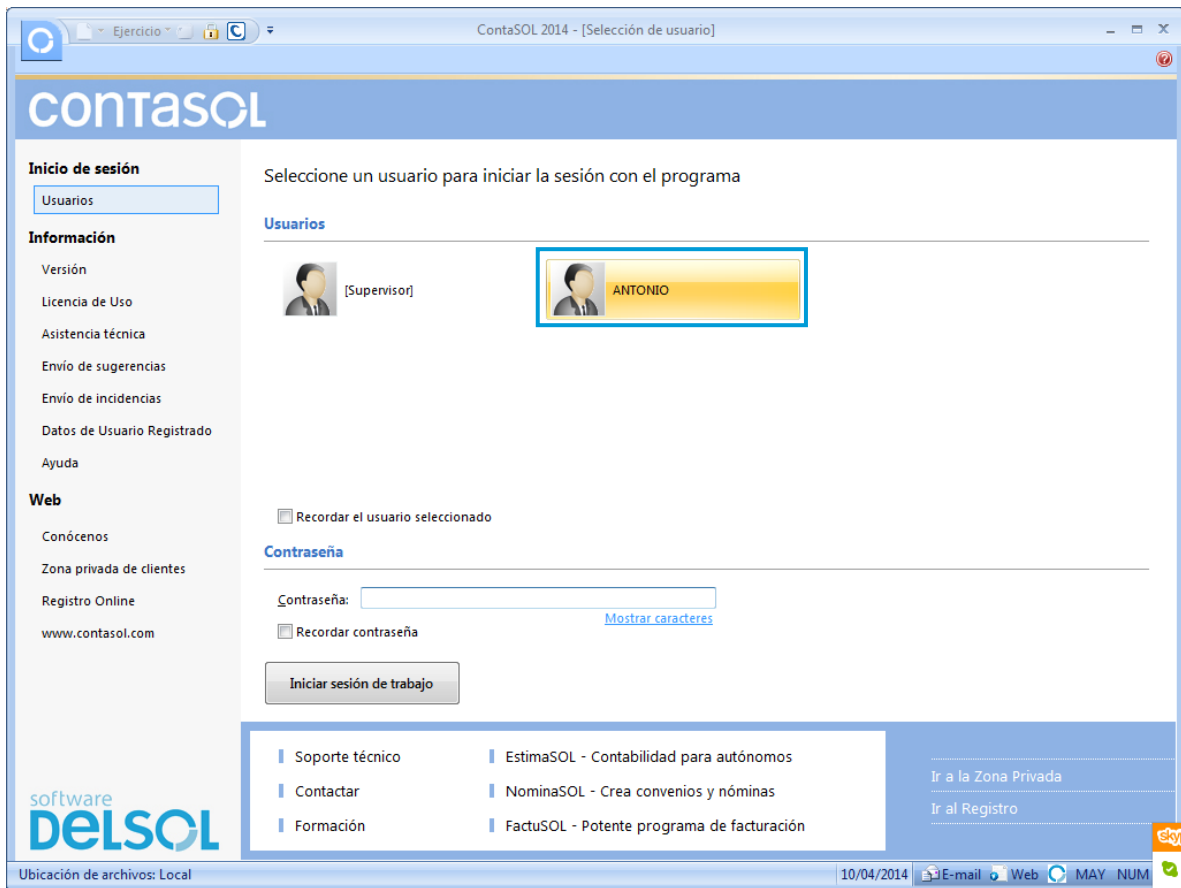 Ejercicio
ContaSOL 2014 - [Selección de usuario]
contasol
Inicio de sesión
Usuarios
Información
Versión
Licencia de Uso
Asistencia técnica
Envío de sugerencias
Envío de incidencias
Datos de Usuario Registrado
Ayuda
Web
Conócenos
Zona privada de clientes
Registro Online
www.contasol.com
Seleccione un usuario para iniciar la sesión con el programa
Usuarios
[Supervisor]
ANTONIO
Recordar el usuario seleccionado
Contraseña
Contraseña:
Mostrar caracteres
Recordar contraseña
Iniciar sesión de trabajo
Soporte técnico
EstimaSOL - Contabilidad para autónomos
Contactar
NominaSOL - Crea convenios y nóminas
Formación
FactuSOL - Potente programa de facturación
Ir a la Zona Privada
Ir al Registro
software
DELSOL
Ubicación de archivos: Local
10/04/2014 E-mail Web MAY NUM